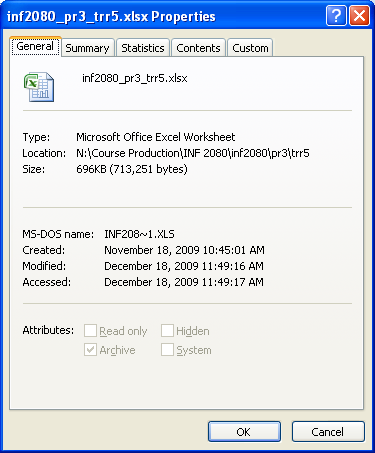 inf2080_pr3_trr5.xlsx Properties
General Summary Statistics Contents Custom
inf2080_pr3_trr5.xlsx
Type: Microsoft Office Excel Worksheet
Location: N:\Course Production\INF 2080\inf2080\pr3\trr5
Size: 696KB (713,251 bytes)
MS-DOS name: INF208~1.XLS
Created: November 18, 2009 10:45:01 AM
Modified: December 18, 2009 11:49:16 AM
Accessed: December 18, 2009 11:49:17 AM
Attributes: Read only Hidden
Archive System
OK Cancel